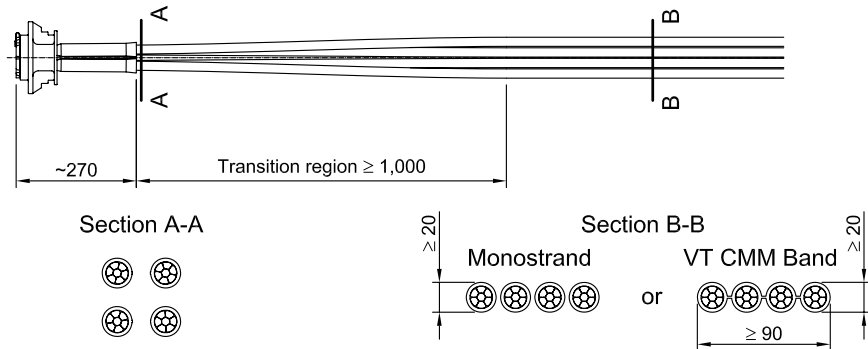 A
B
A
B
~270
Transition region ≥ 1,000
Section A-A
Section B-B
≥ 20
Monostrand
or
VT CMM Band
≥ 20
≥ 90